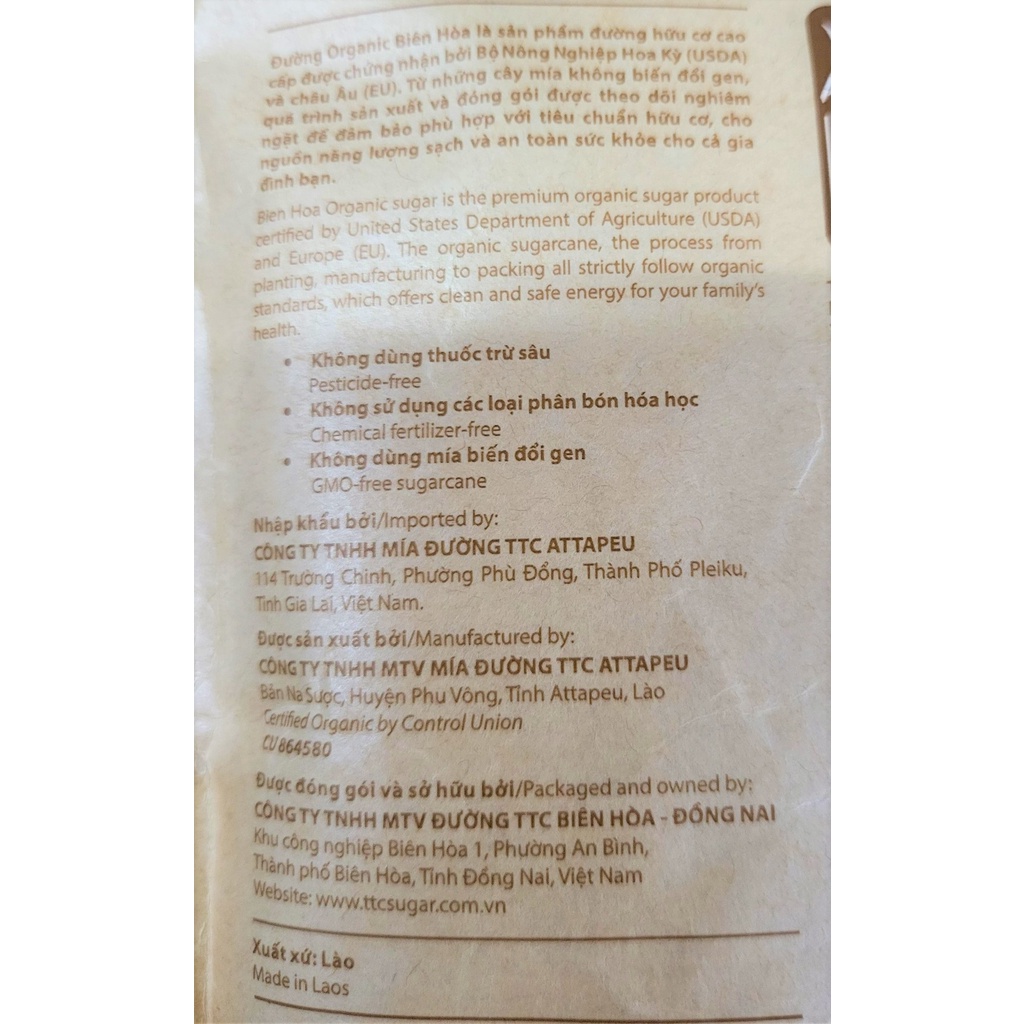 Đường Organic Biên Hòa là sản phẩm đường hữu cơ cao
cấp được chứng nhận bởi Bộ Nông Nghiệp Hoa Kỳ (USDA)
và châu Âu (EU). Từ những cây mía không biến đổi gen,
quá trình sản xuất và đóng gói được theo dõi nghiêm
ngặt để đảm bảo phù hợp với tiêu chuẩn hữu cơ, cho
nguồn năng lượng sạch và an toàn sức khỏe cho cả gia
đình bạn.
Bien Hoa Organic sugar is the premium organic sugar product
certified by United States Department of Agriculture (USDA)
and Europe (EU). The organic sugarcane, the process from
planting, manufacturing to packing all strictly follow organic
standards, which offers clean and safe energy for your family's
health.
• Không dùng thuốc trừ sâu
Pesticide-free
• Không sử dụng các loại phân bón hóa học
Chemical fertilizer-free
• Không dùng mía biến đổi gen
GMO-free sugarcane
Nhập khẩu bởi/Imported by:
CÔNG TY TNHH MÍA ĐƯỜNG TTC ATTAPEU
114 Trường Chinh, Phường Phù Đổng, Thành Phố Pleiku,
Tỉnh Gia Lai, Việt Nam.
Được sản xuất bởi/Manufactured by:
CÔNG TY TNHH MTV MÍA ĐƯỜNG TTC ATTAPEU
Bản Na Sược, Huyện Phu Vông, Tỉnh Attapeu, Lào
Certified Organic by Control Union
CU 864580
Được đóng gói và sở hữu bởi/Packaged and owned by:
CÔNG TY TNHH MTV ĐƯỜNG TTC BIÊN HÒA - ĐỒNG NAI
Khu công nghiệp Biên Hòa 1, Phường An Bình,
Thành phố Biên Hòa, Tỉnh Đồng Nai, Việt Nam
Website: www.ttcsugar.com.vn
Xuất xứ: Lào
Made in Laos